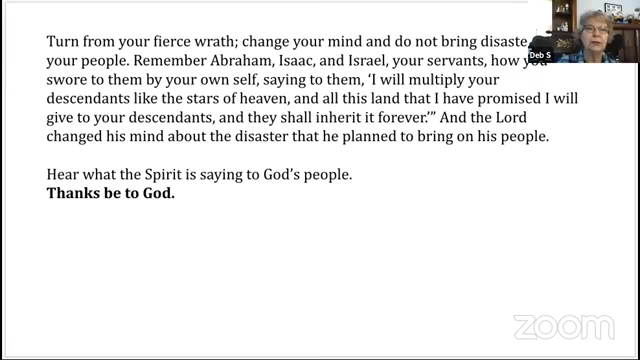 Turn from your fierce wrath; change your mind and do not bring disaste
your people. Remember Abraham, Isaac, and Israel, your servants, how you
swore to them by your own self, saying to them, ‘I will multiply your
descendants like the stars of heaven, and all this land that I have promised I will
give to your descendants, and they shall inherit it forever.’” And the Lord
changed his mind about the disaster that he planned to bring on his people.
Hear what the Spirit is saying to God’s people.
Thanks be to God.
Deb S
zoom